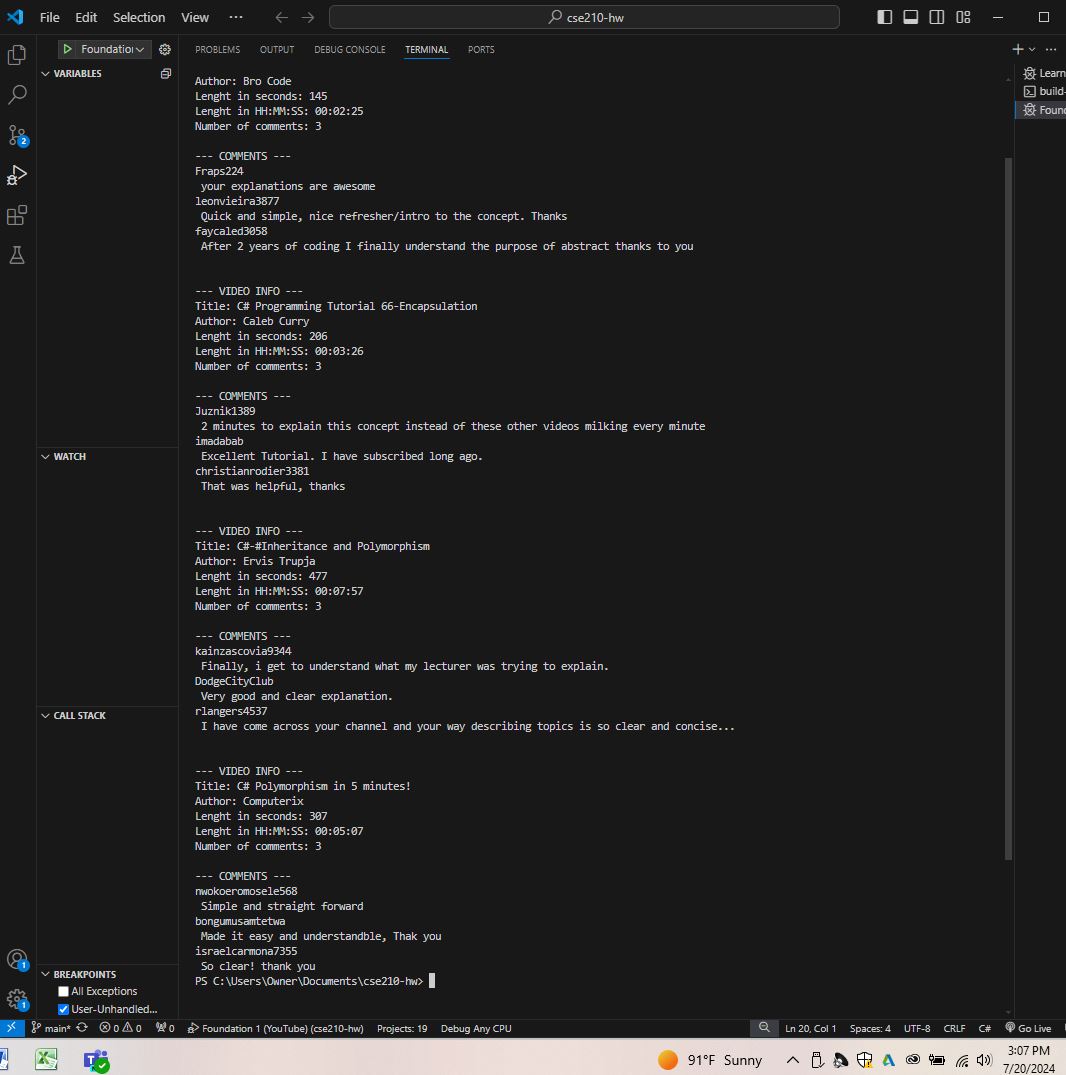 File Edit Selection View ··· cse210-hw
Foundation PROBLEMS OUTPUT DEBUG CONSOLE TERMINAL PORTS
VARIABLES
Learn
build-
Found
Author: Bro Code
Lenght in seconds: 145
Lenght in HH:MM:SS: 00:02:25
Number of comments: 3
--- COMMENTS ---
Fraps224
your explanations are awesome
leonvieira3877
Quick and simple, nice refresher/intro to the concept. Thanks
faycaled3058
After 2 years of coding I finally understand the purpose of abstract thanks to you
--- VIDEO INFO ---
Title: C# Programming Tutorial 66-Encapsulation
Author: Caleb Curry
Lenght in seconds: 206
Lenght in HH:MM:SS: 00:03:26
Number of comments: 3
--- COMMENTS ---
Juznik1389
2 minutes to explain this concept instead of these other videos milking every minute
imadabab
Excellent Tutorial. I have subscribed long ago.
christianrodier3381
That was helpful, thanks
WATCH
--- VIDEO INFO ---
Title: C#-#Inheritance and Polymorphism
Author: Ervis Trupja
Lenght in seconds: 477
Lenght in HH:MM:SS: 00:07:57
Number of comments: 3
--- COMMENTS ---
kainzascovia9344
Finally, i get to understand what my lecturer was trying to explain.
DodgeCityClub
Very good and clear explanation.
rlangers4537
I have come across your channel and your way describing topics is so clear and concise...
CALL STACK
--- VIDEO INFO ---
Title: C# Polymorphism in 5 minutes!
Author: Computerix
Lenght in seconds: 307
Lenght in HH:MM:SS: 00:05:07
Number of comments: 3
--- COMMENTS ---
nwokoeromosele568
Simple and straight forward
bongumusamtetwa
Made it easy and understandble, Thak you
israelcarmona7355
So clear! thank you
PS C:\Users\Owner\Documents\cse210-hw>
BREAKPOINTS
All Exceptions
User-Unhandled...
2
1
1
main* 0 0 0 Foundation 1 (YouTube) (cse210-hw) Projects: 19 Debug Any CPU Ln 20, Col 1 Spaces: 4 UTF-8 CRLF C# Go Live
91°F Sunny 3:07 PM
7/20/2024